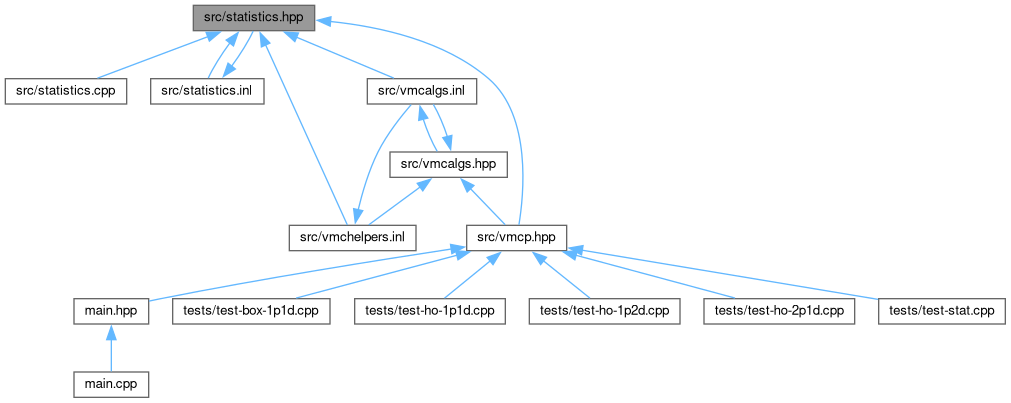 src/statistics.hpp
src/statistics.cpp
src/statistics.inl
src/vmcalgs.inl
src/vmcalgs.hpp
src/vmchelpers.inl
src/vmcp.hpp
main.hpp
tests/test-box-1p1d.cpp
tests/test-ho-1p1d.cpp
tests/test-ho-1p2d.cpp
tests/test-ho-2p1d.cpp
tests/test-stat.cpp
main.cpp